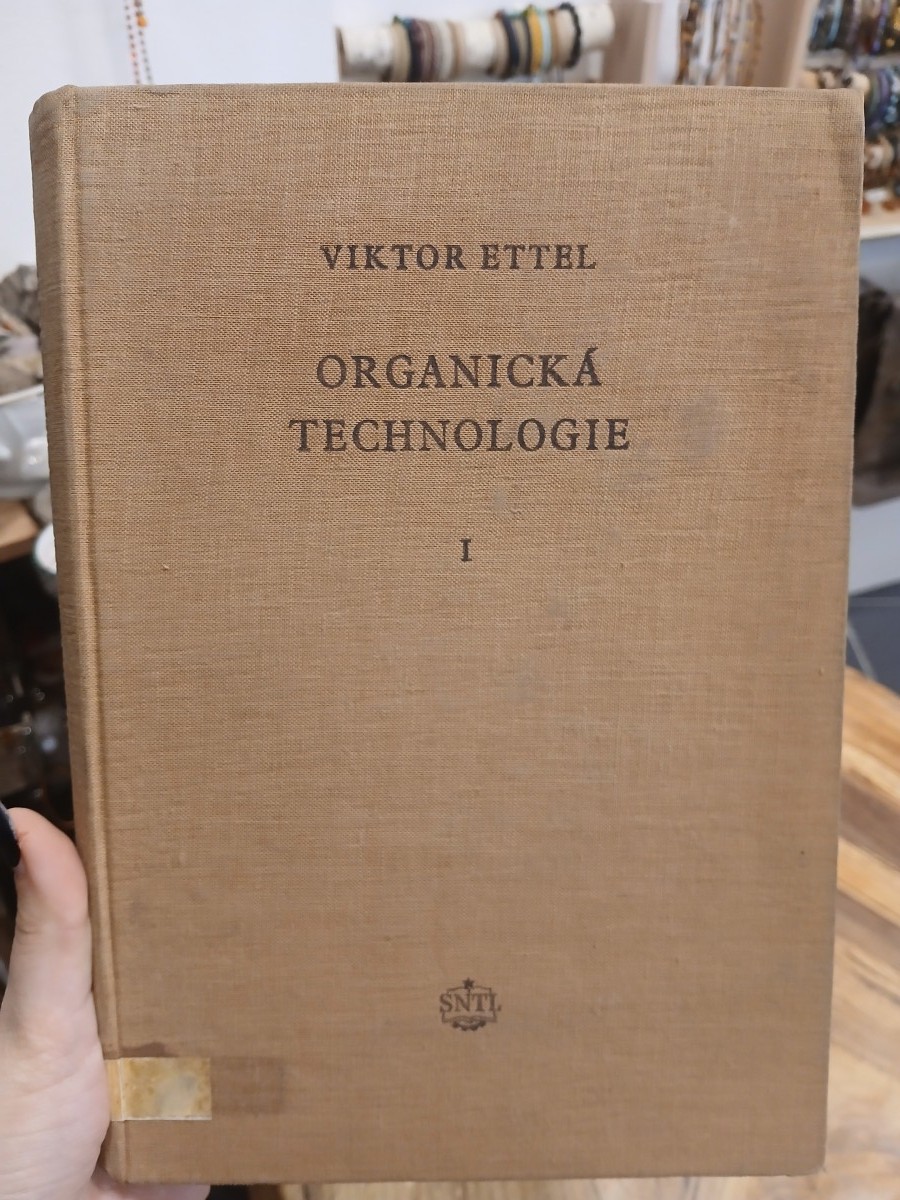 VIKTOR ETTEL
ORGANICKÁ
TECHNOLOGIE
I
SNTL